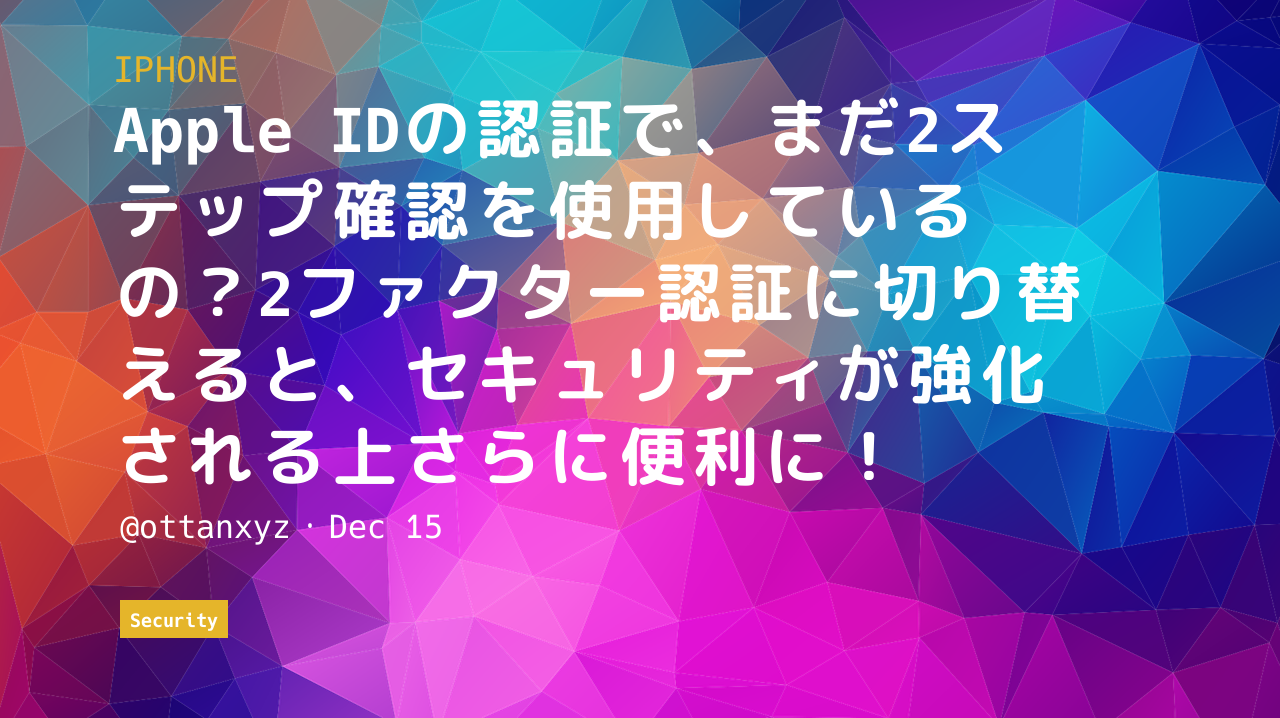 IPHONE
Apple IDの認証で、まだ2ス
テップ確認を使用している
の？2ファクター認証に切り替
えると、セキュリティが強化
される上さらに便利に！
@ottanxyz・Dec 15
Security